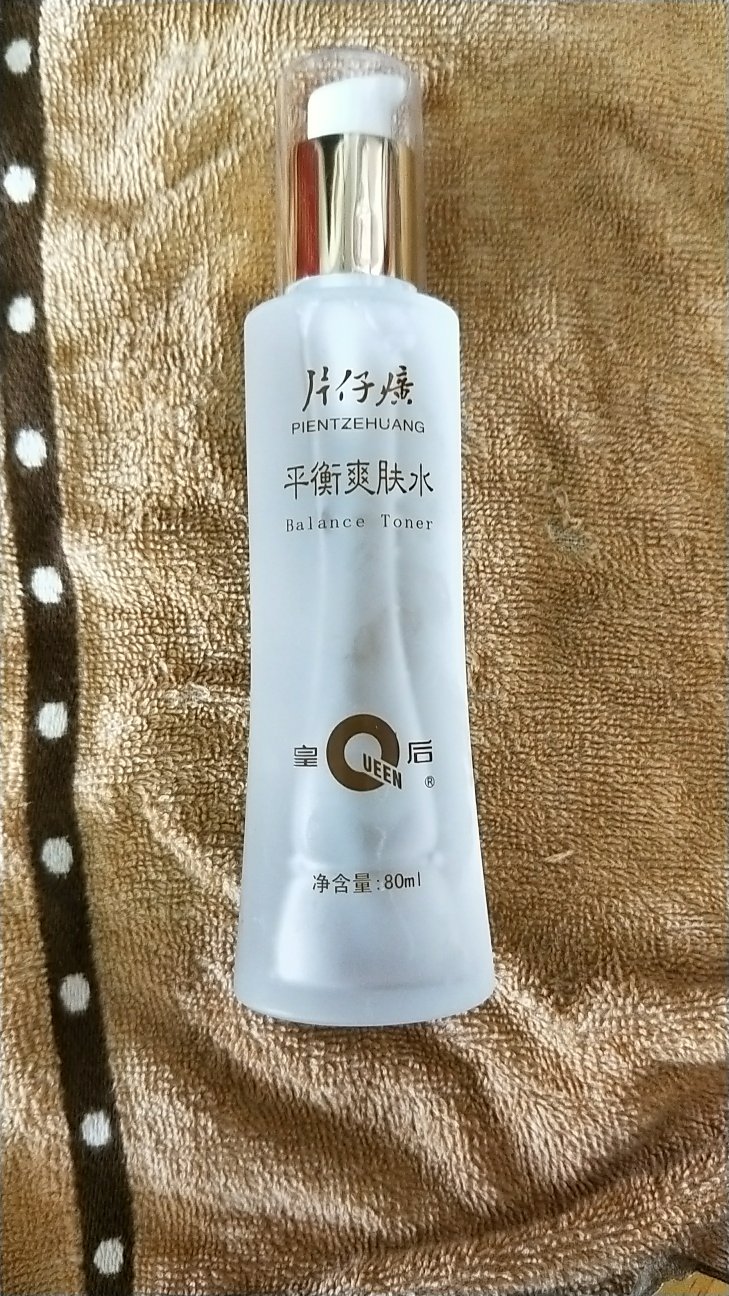 片仔癀
PIENTZEHUANG
平衡爽肤水
Balance Toner
皇 QUEEN 后 ®
净含量:80ml